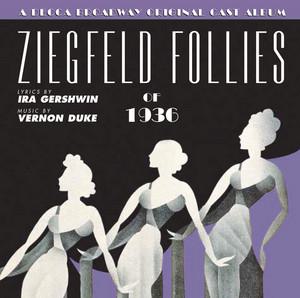 A DECCA BROADWAY ORIGINAL CAST ALBUM
ZIEGFELD FOLLIES
OF
1936
LYRICS BY
IRA GERSHWIN
MUSIC BY
VERNON DUKE